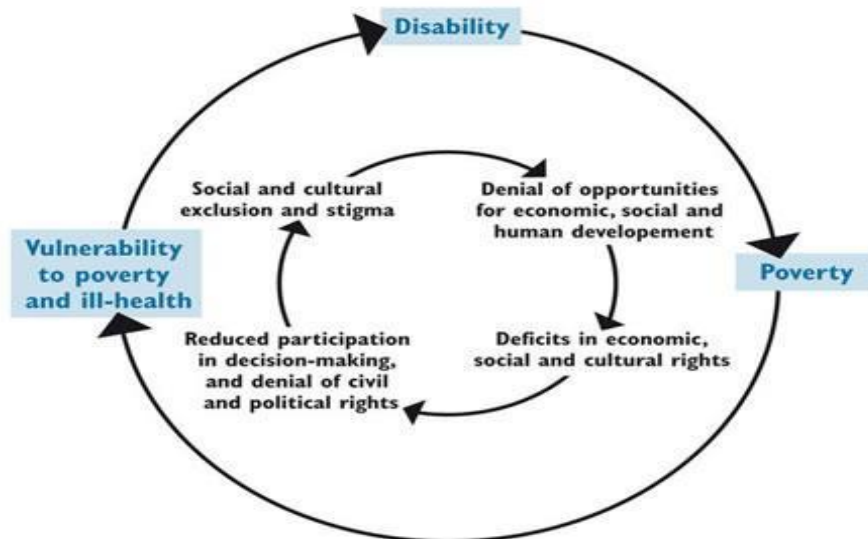 Disability
Social and cultural
exclusion and stigma
Denial of opportunities
for economic, social and
human developement
Vulnerability
to poverty
and ill-health
Poverty
Reduced participation
in decision-making,
and denial of civil
and political rights
Deficits in economic,
social and cultural rights